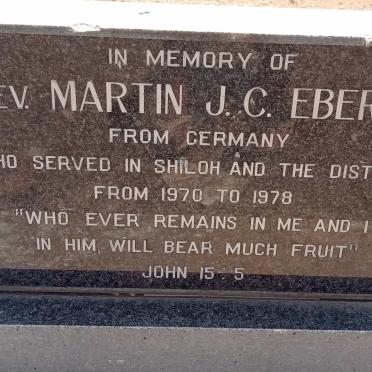 IN MEMORY OF
EV. MARTIN J. C. EBER
FROM GERMANY
HO SERVED IN SHILOH AND THE DIST
FROM 1970 TO 1978
"WHO EVER REMAINS IN ME AND I
IN HIM, WILL BEAR MUCH FRUIT"
JOHN 15 - 5